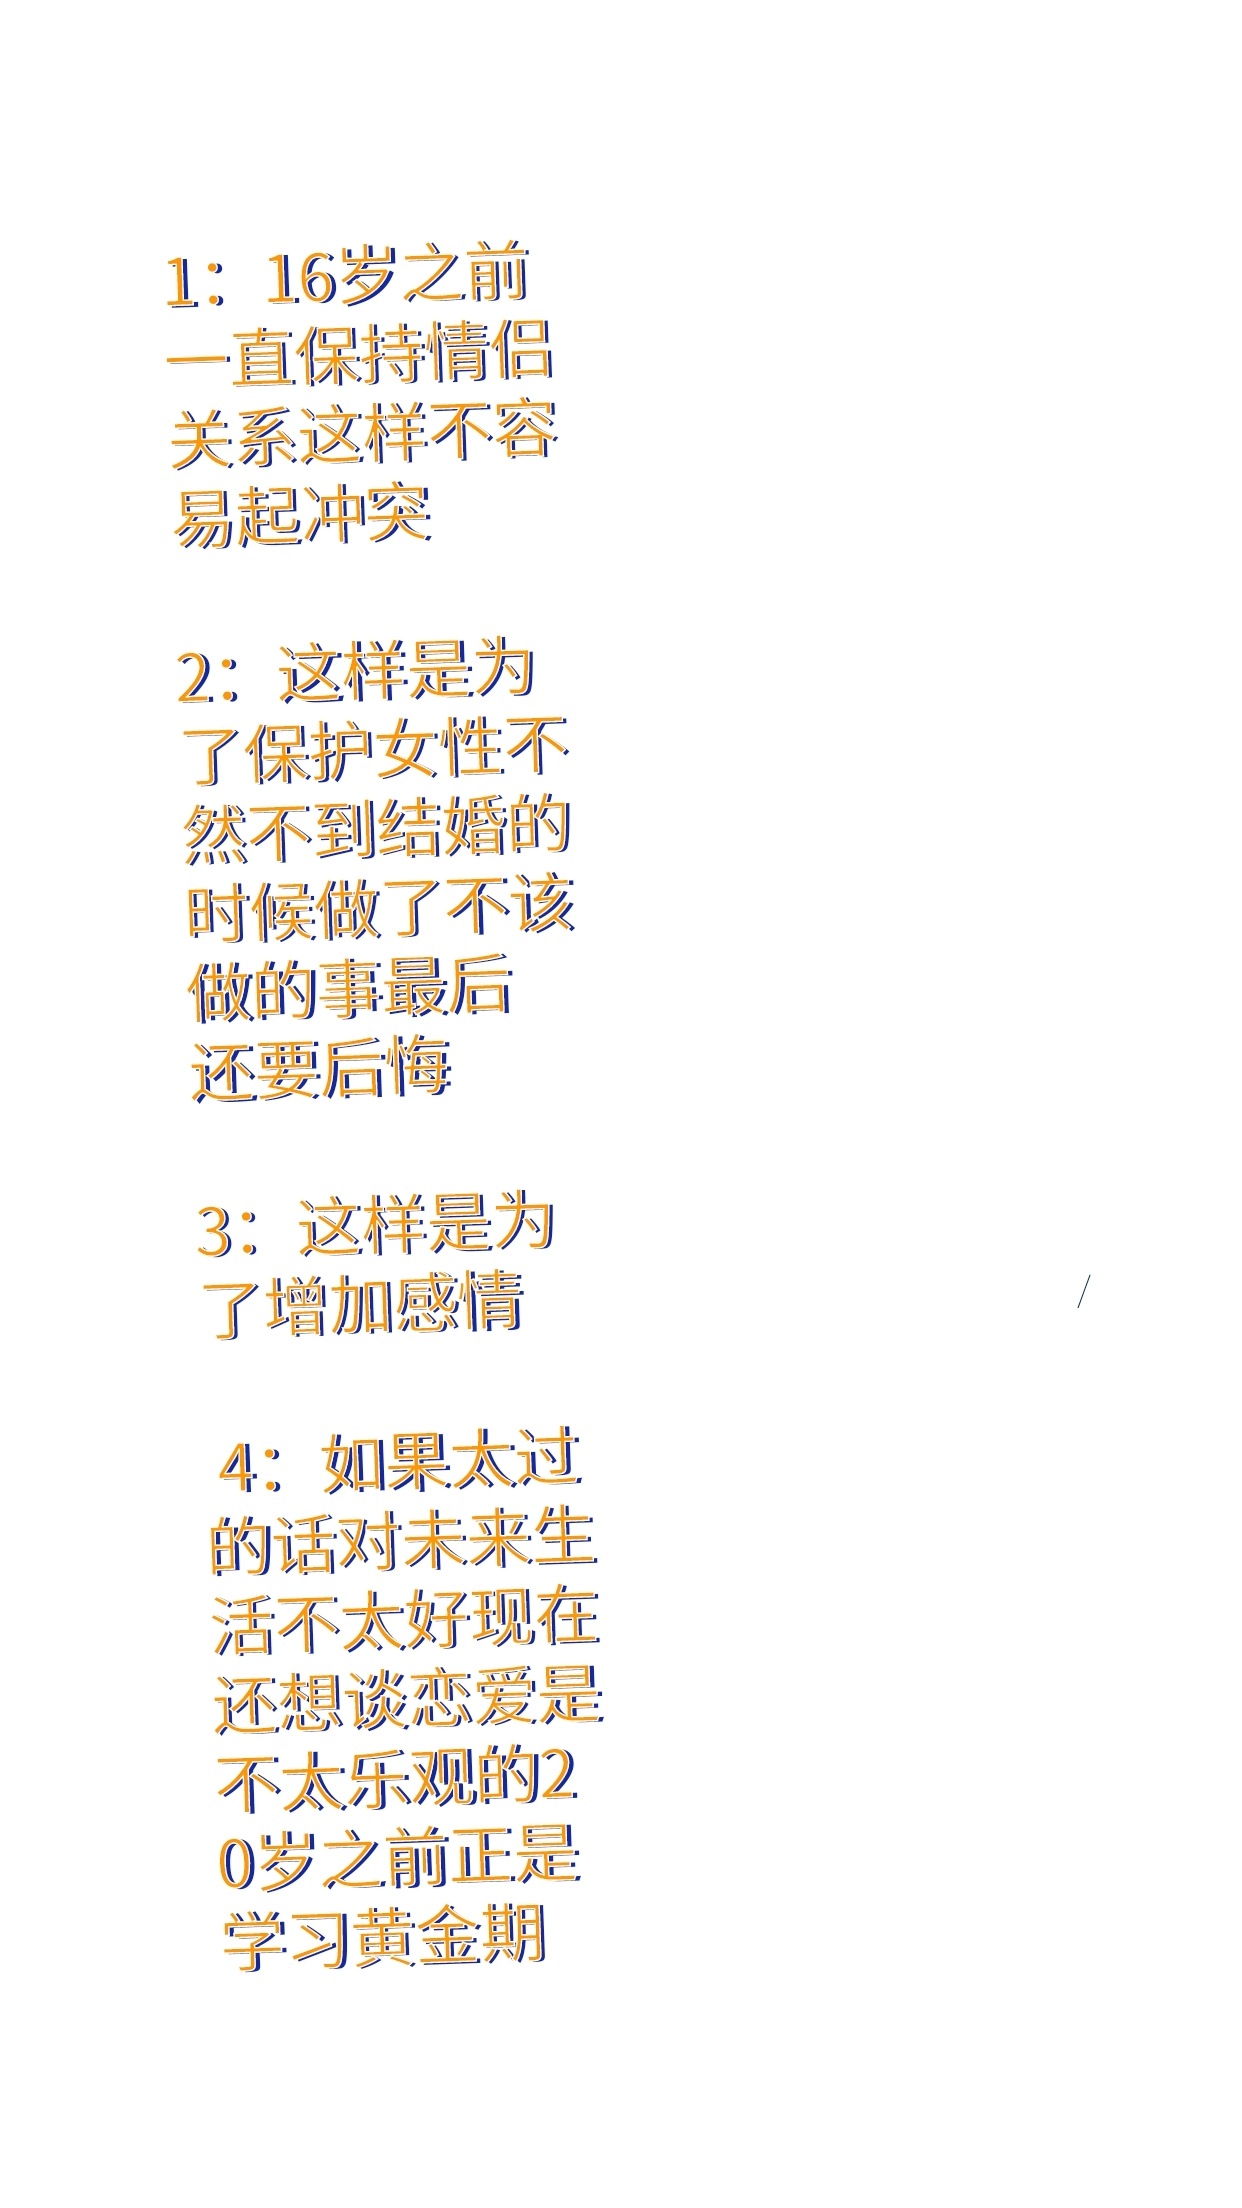 1：16岁之前
一直保持情侣
关系这样不容
易起冲突
2：这样是为
了保护女性不
然不到结婚的
时候做了不该
做的事最后
还要后悔
3：这样是为
了增加感情
4：如果太过
的话对未来生
活不太好现在
还想谈恋爱是
不太乐观的2
0岁之前正是
学习黄金期